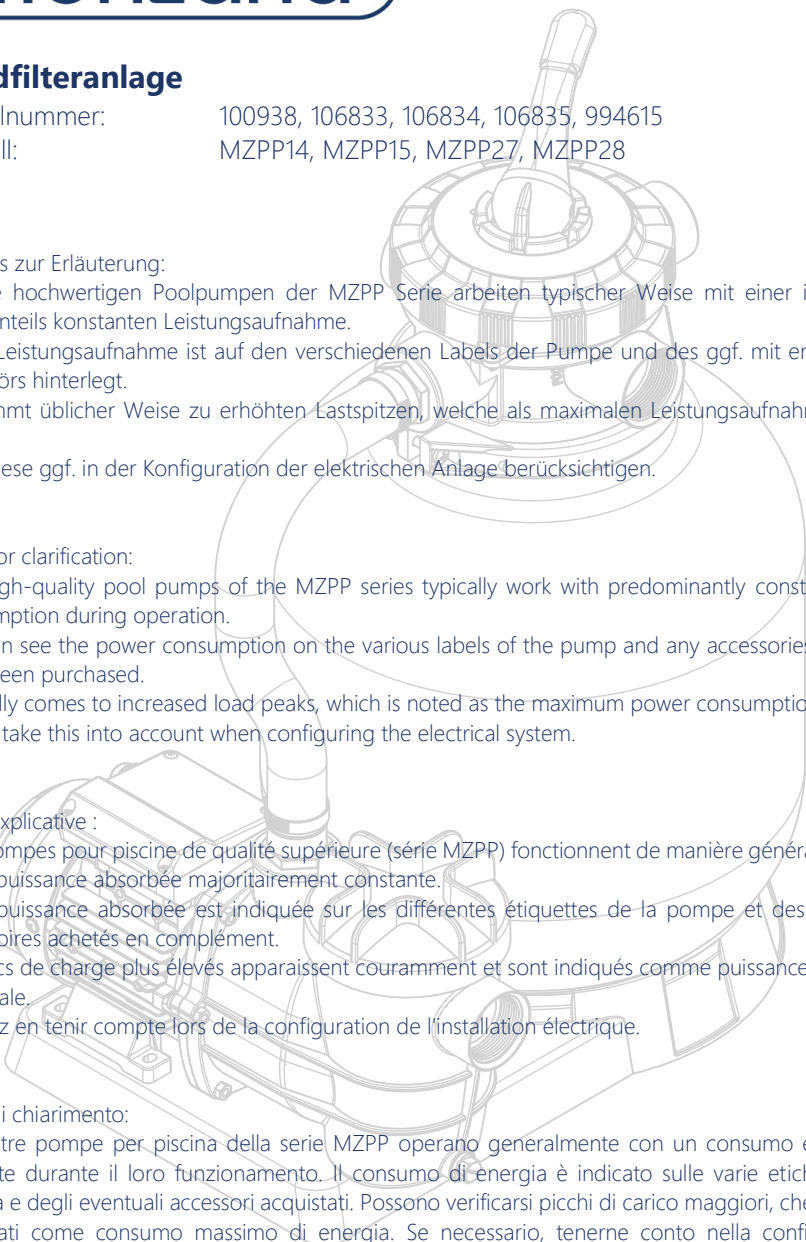 dfilteranlage
lnummer: 100938, 106833, 106834, 106835, 994615
ll: MZPP14, MZPP15, MZPP27, MZPP28
s zur Erläuterung:
e hochwertigen Poolpumpen der MZPP Serie arbeiten typischer Weise mit einer i
nteils konstanten Leistungsaufnahme.
Leistungsaufnahme ist auf den verschiedenen Labels der Pumpe und des ggf. mit er
örs hinterlegt.
mmt üblicher Weise zu erhöhten Lastspitzen, welche als maximalen Leistungsaufnahm
ese ggf. in der Konfiguration der elektrischen Anlage berücksichtigen.
or clarification:
gh-quality pool pumps of the MZPP series typically work with predominantly const
mption during operation.
n see the power consumption on the various labels of the pump and any accessories
een purchased.
lly comes to increased load peaks, which is noted as the maximum power consumptio
take this into account when configuring the electrical system.
xplicative :
ompes pour piscine de qualité supérieure (série MZPP) fonctionnent de manière généra
puissance absorbée majoritairement constante.
puissance absorbée est indiquée sur les différentes étiquettes de la pompe et des
oires achetés en complément.
cs de charge plus élevés apparaissent couramment et sont indiqués comme puissance
ale.
z en tenir compte lors de la configuration de l'installation électrique.
i chiarimento:
tre pompe per piscina della serie MZPP operano generalmente con un consumo e
te durante il loro funzionamento. Il consumo di energia è indicato sulle varie etich
a e degli eventuali accessori acquistati. Possono verificarsi picchi di carico maggiori, che
ati come consumo massimo di energia. Se necessario, tenerne conto nella confi